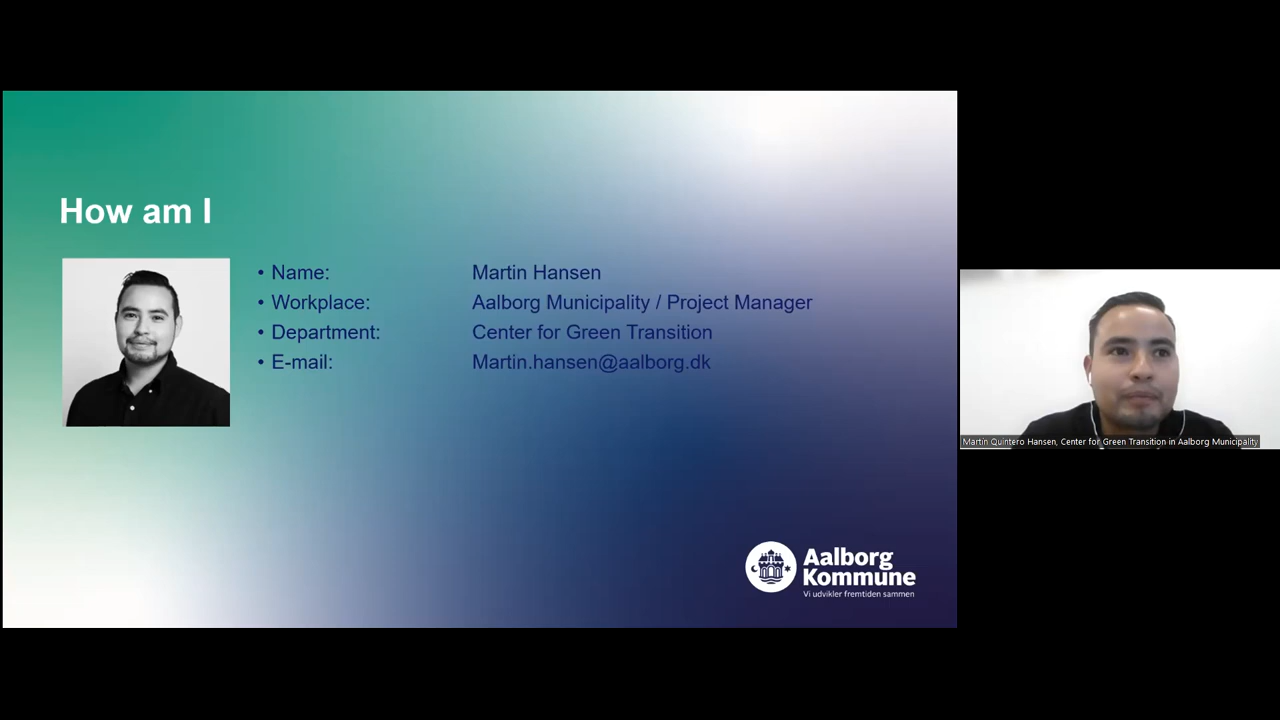 How am I
• Name: Martin Hansen
• Workplace: Aalborg Municipality / Project Manager
• Department: Center for Green Transition
• E-mail: Martin.hansen@aalborg.dk
Aalborg
Kommune
Vi udvikler fremtiden sammen
Martin Quintero Hansen, Center for Green Transition in Aalborg Municipality